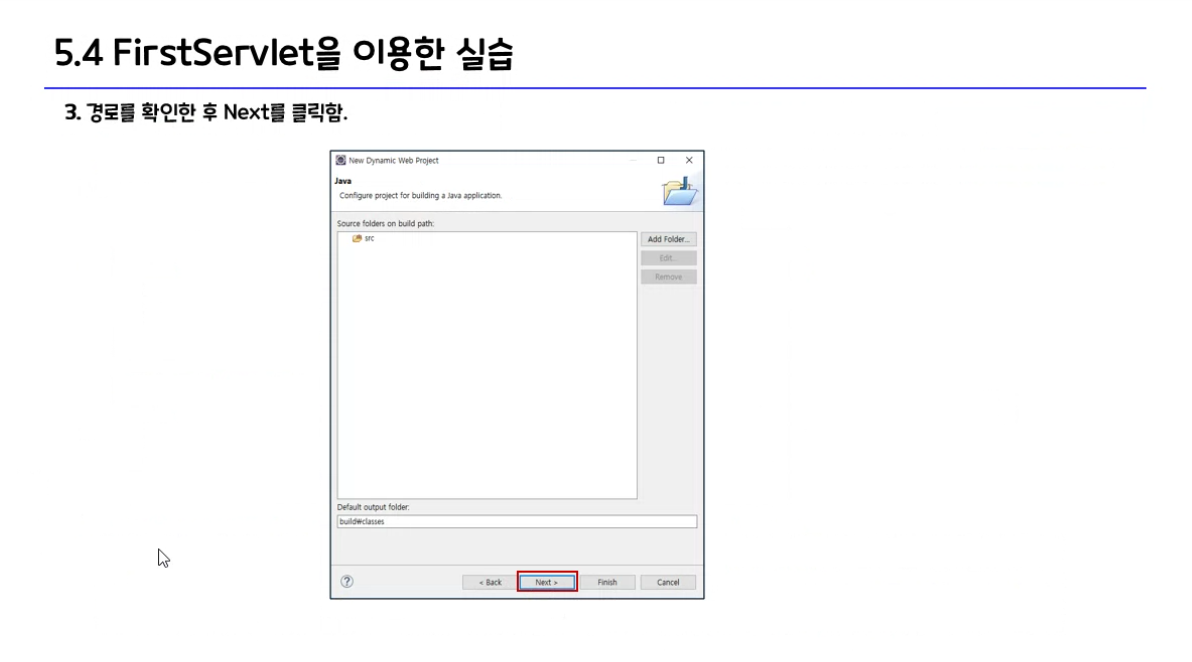 5.4 FirstServlet을 이용한 실습
3. 경로를 확인한 후 Next를 클릭함.
New Dynamic Web Project
Java
Configure project for building a Java application.
Source folders on build path:
src
Add Folder...
Edit...
Remove
Default output folder:
build₩classes
< Back Next > Finish Cancel